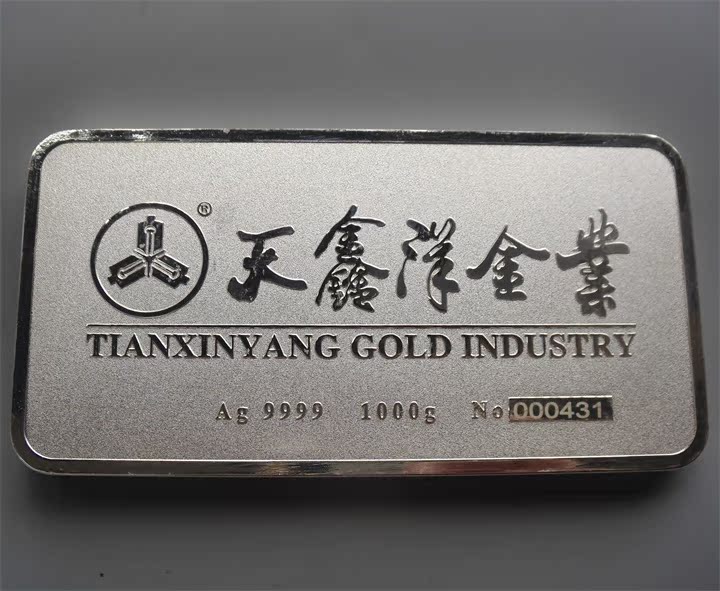 ® 天鑫洋金業
TIANXINYANG GOLD INDUSTRY
Ag 9999 1000g No 000431